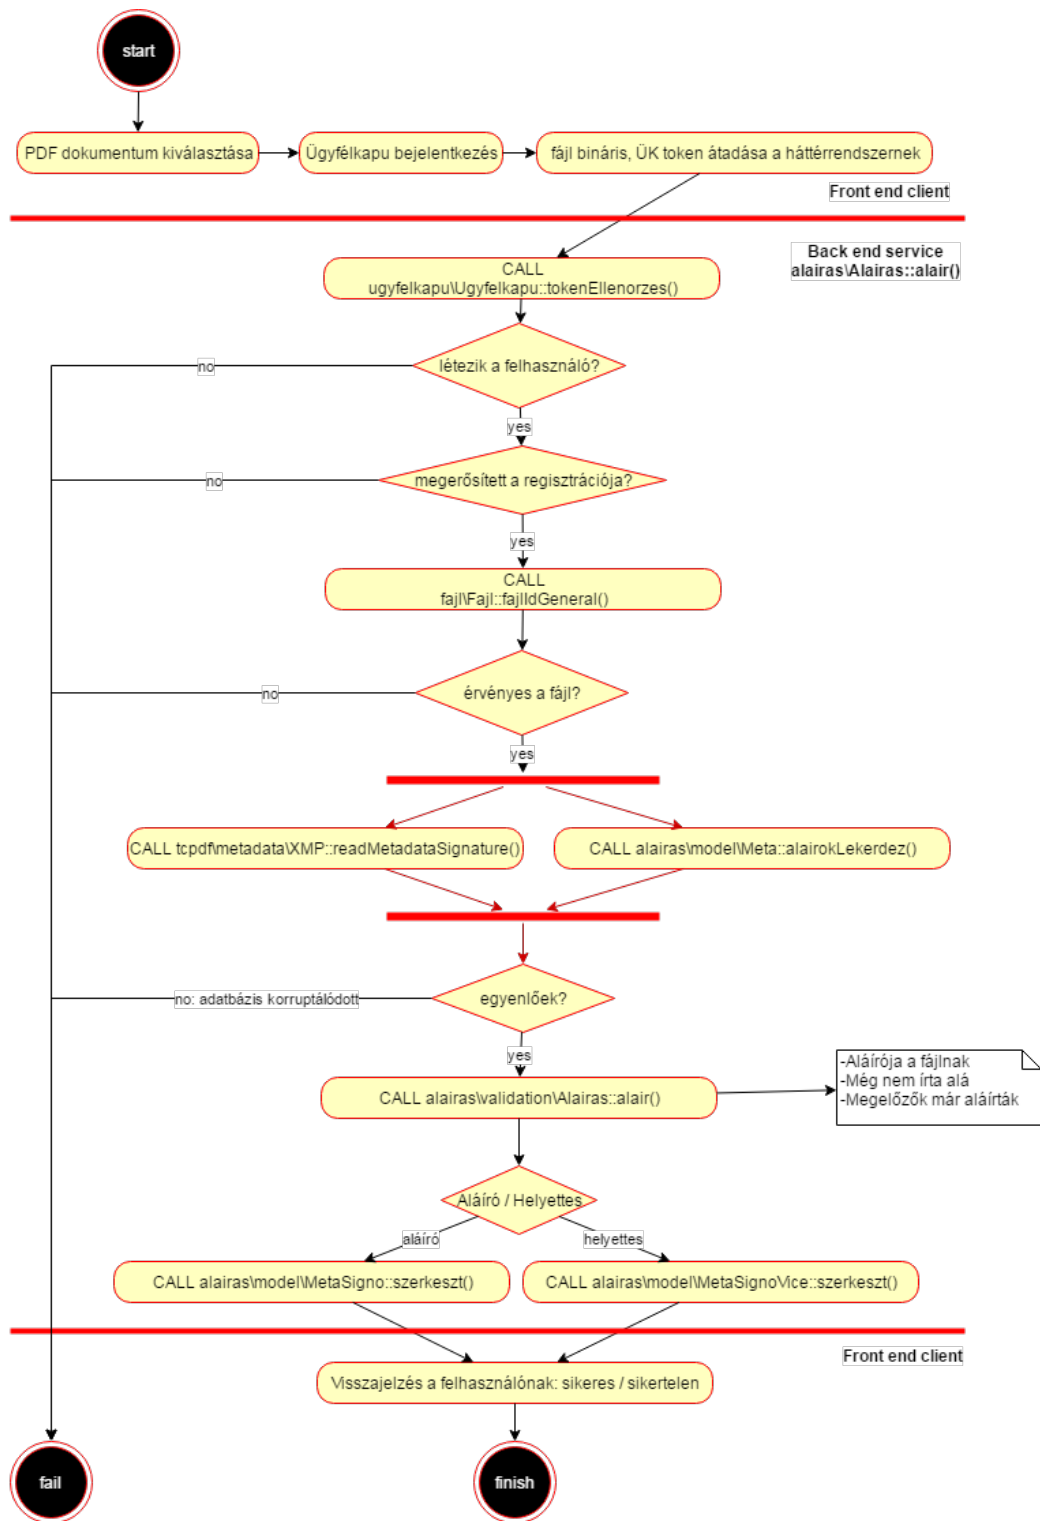 start
PDF dokumentum kiválasztása
Ügyfélkapu bejelentkezés
fájl bináris, ÜK token átadása a háttérrendszernek
Front end client
Back end service
alairas\Alairas::alair()
CALL
ugyfelkapu\Ugyfelkapu::tokenEllenorzes()
létezik a felhasználó?
no
yes
megerősített a regisztrációja?
no
yes
CALL
fajl\Fajl::fajlIdGeneral()
érvényes a fájl?
no
yes
CALL tcpdf\metadata\XMP::readMetadataSignature()
CALL alairas\model\Meta::alairokLekerdez()
egyenlőek?
no: adatbázis korruptálódott
yes
CALL alairas\validation\Alairas::alair()
-Aláírója a fájlnak
-Még nem írta alá
-Megelőzők már aláírták
Aláíró / Helyettes
aláíró
helyettes
CALL alairas\model\MetaSigno::szerkeszt()
CALL alairas\model\MetaSignoVice::szerkeszt()
Front end client
Visszajelzés a felhasználónak: sikeres / sikertelen
fail
finish